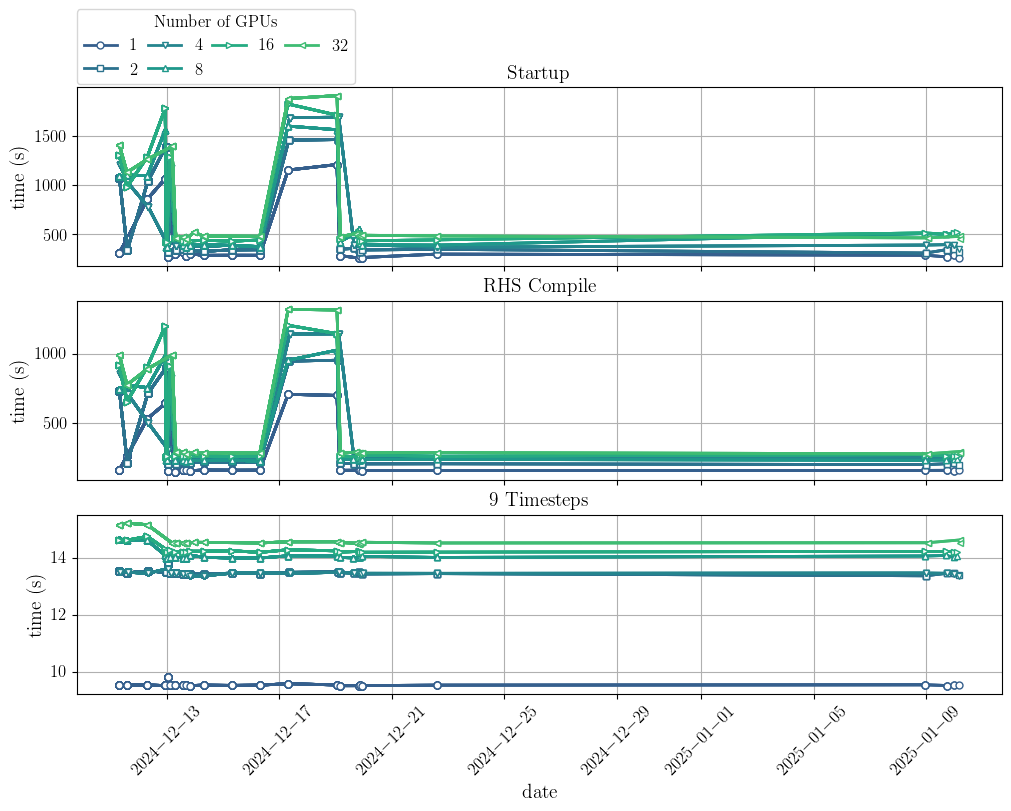 Number of GPUs
1 4 16 32
2 8
Startup
1500
1000
500
time (s)
RHS Compile
1000
500
time (s)
9 Timesteps
14
12
10
time (s)
2024−12−13
2024−12−17
2024−12−21
2024−12−25
2024−12−29
2025−01−01
2025−01−05
2025−01−09
date